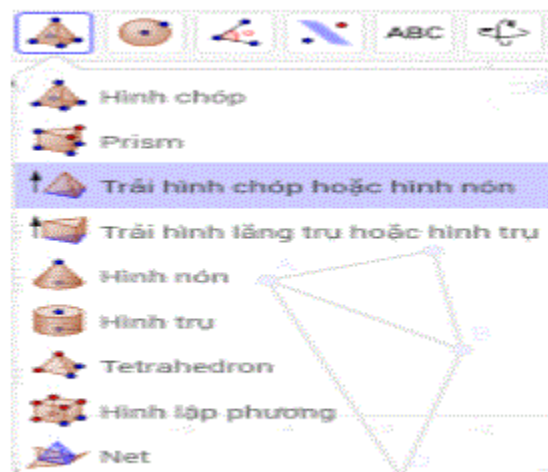 ABC
Hình chóp
Prism
Trải hình chóp hoặc hình nón
Trải hình lăng trụ hoặc hình trụ
Hình nón
Hình trụ
Tetrahedron
Hình lập phương
Net